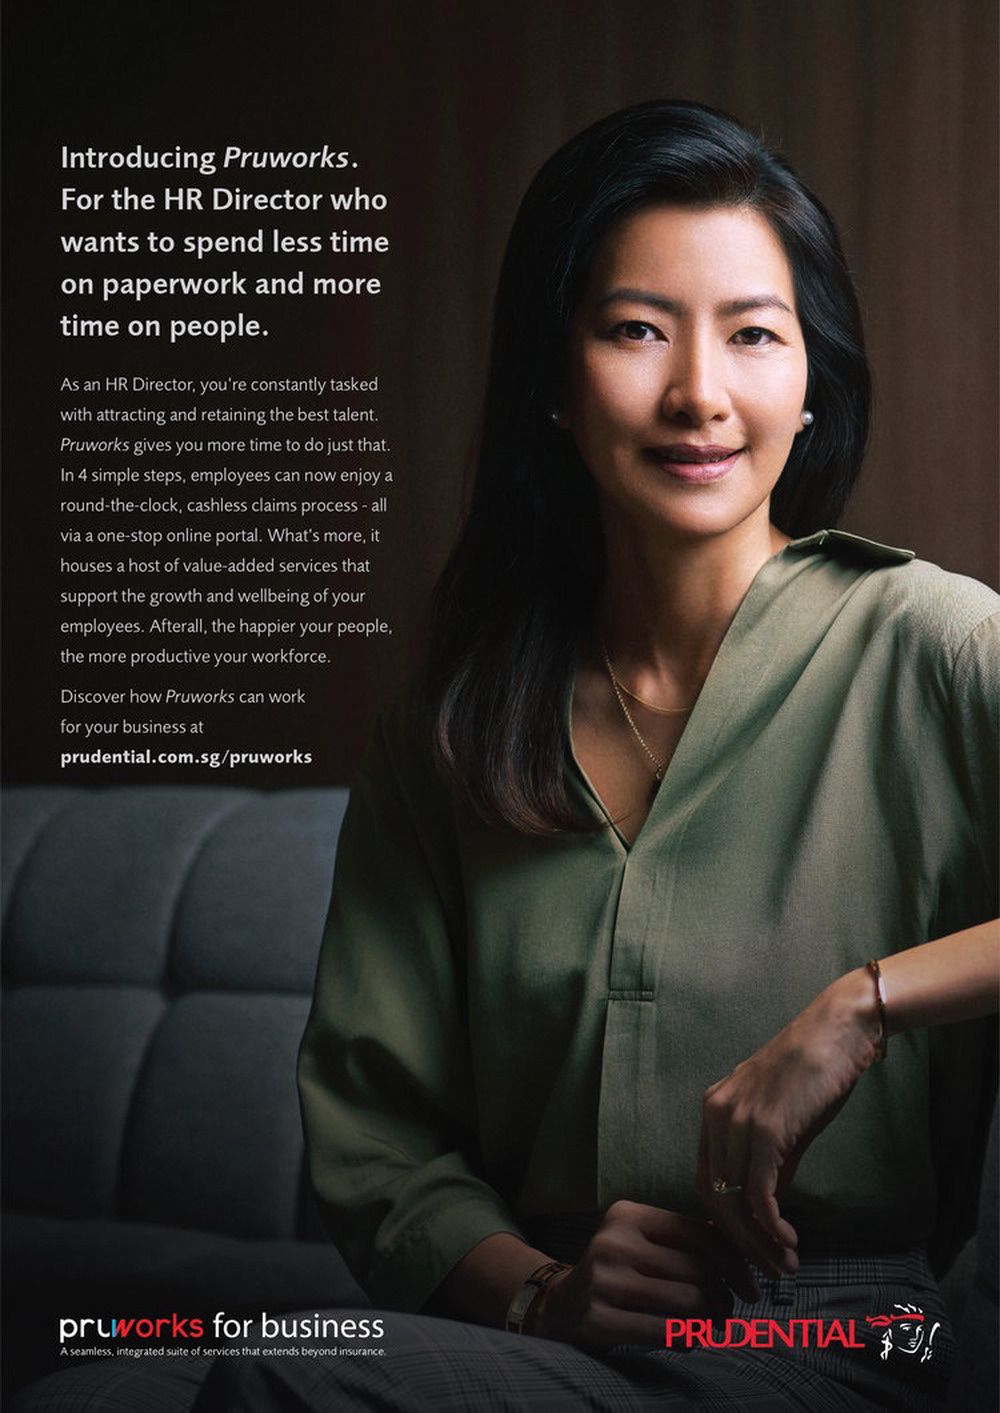 Introducing Pruworks.
For the HR Director who
wants to spend less time
on paperwork and more
time on people.
As an HR Director, you're constantly tasked
with attracting and retaining the best talent.
Pruworks gives you more time to do just that.
In 4 simple steps, employees can now enjoy a
round-the-clock, cashless claims process - all
via a one-stop online portal. What's more, it
houses a host of value-added services that
support the growth and wellbeing of your
employees. Afterall, the happier your people,
the more productive your workforce.
Discover how Pruworks can work
for your business at
prudential.com.sg/pruworks
pruworks for business
A seamless, integrated suite of services that extends beyond insurance.
PRUDENTIAL